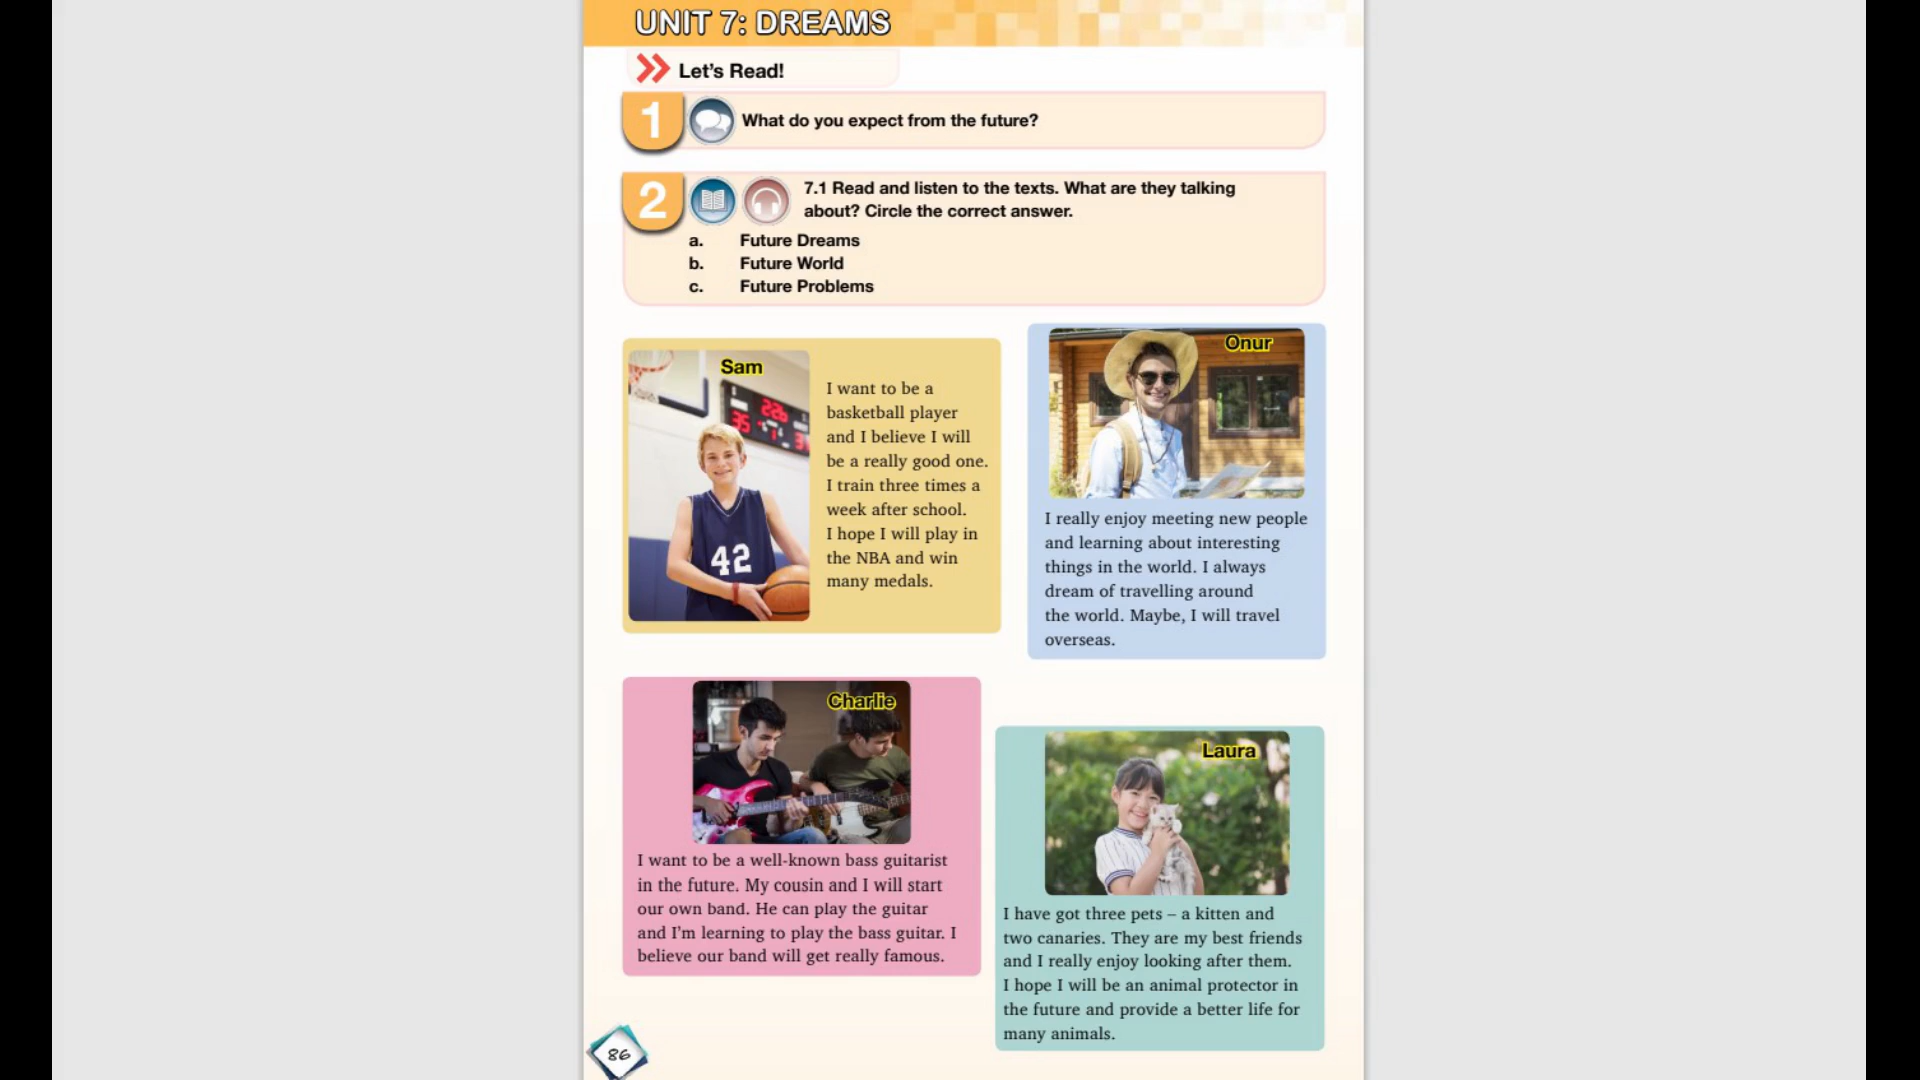 UNIT 7: DREAMS
Let's Read!
1
What do you expect from the future?
2
7.1 Read and listen to the texts. What are they talking
about? Circle the correct answer.
a. Future Dreams
b. Future World
c. Future Problems
Sam
42
I want to be a
basketball player
and I believe I will
be a really good one.
I train three times a
week after school.
I hope I will play in
the NBA and win
many medals.
Onur
I really enjoy meeting new people
and learning about interesting
things in the world. I always
dream of travelling around
the world. Maybe, I will travel
overseas.
Charlie
I want to be a well-known bass guitarist
in the future. My cousin and I will start
our own band. He can play the guitar
and I'm learning to play the bass guitar. I
believe our band will get really famous.
Laura
I have got three pets – a kitten and
two canaries. They are my best friends
and I really enjoy looking after them.
I hope I will be an animal protector in
the future and provide a better life for
many animals.
86